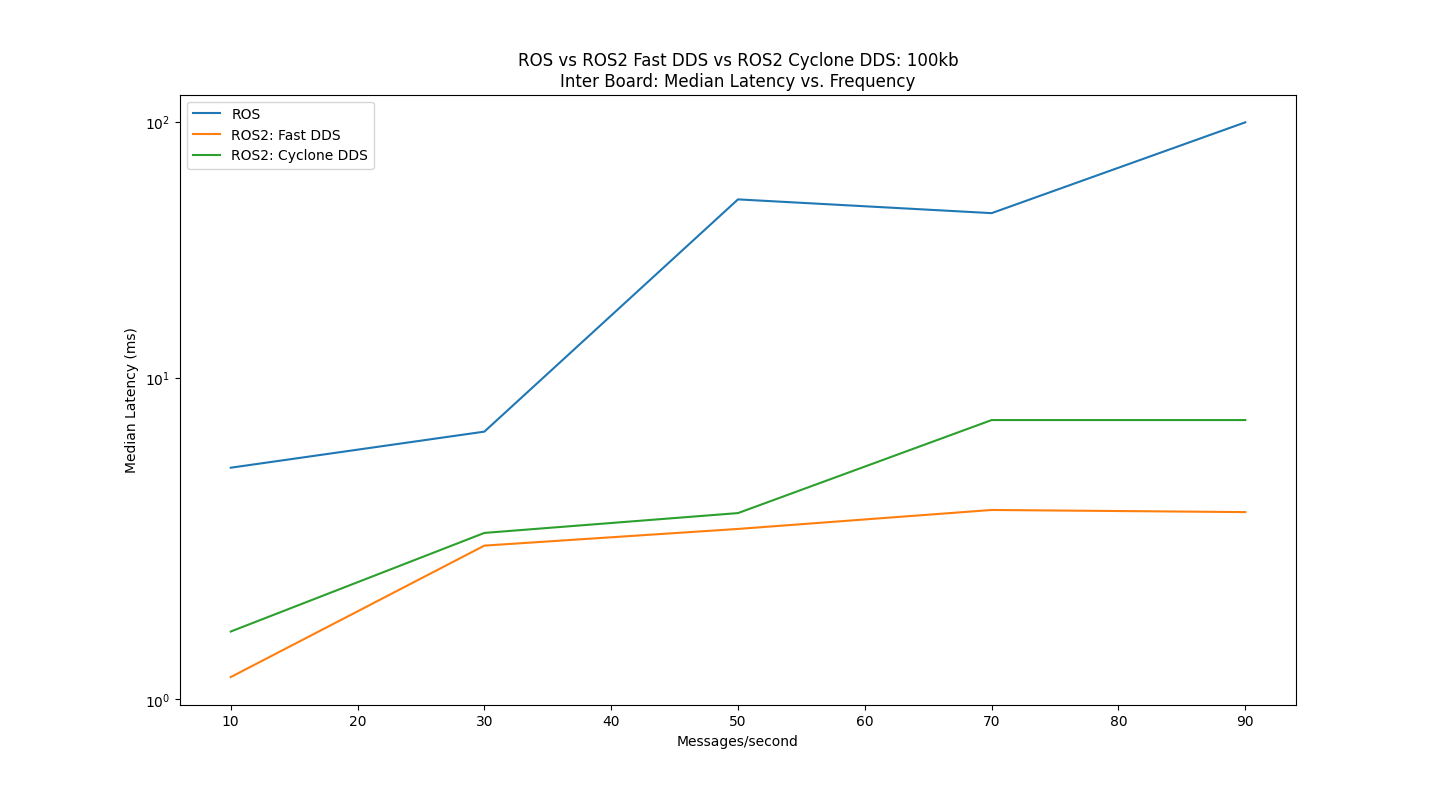 ROS vs ROS2 Fast DDS vs ROS2 Cyclone DDS: 100kb
Inter Board: Median Latency vs. Frequency
ROS
ROS2: Fast DDS
ROS2: Cyclone DDS
10²
10¹
10⁰
Median Latency (ms)
10 20 30 40 50 60 70 80 90
Messages/second